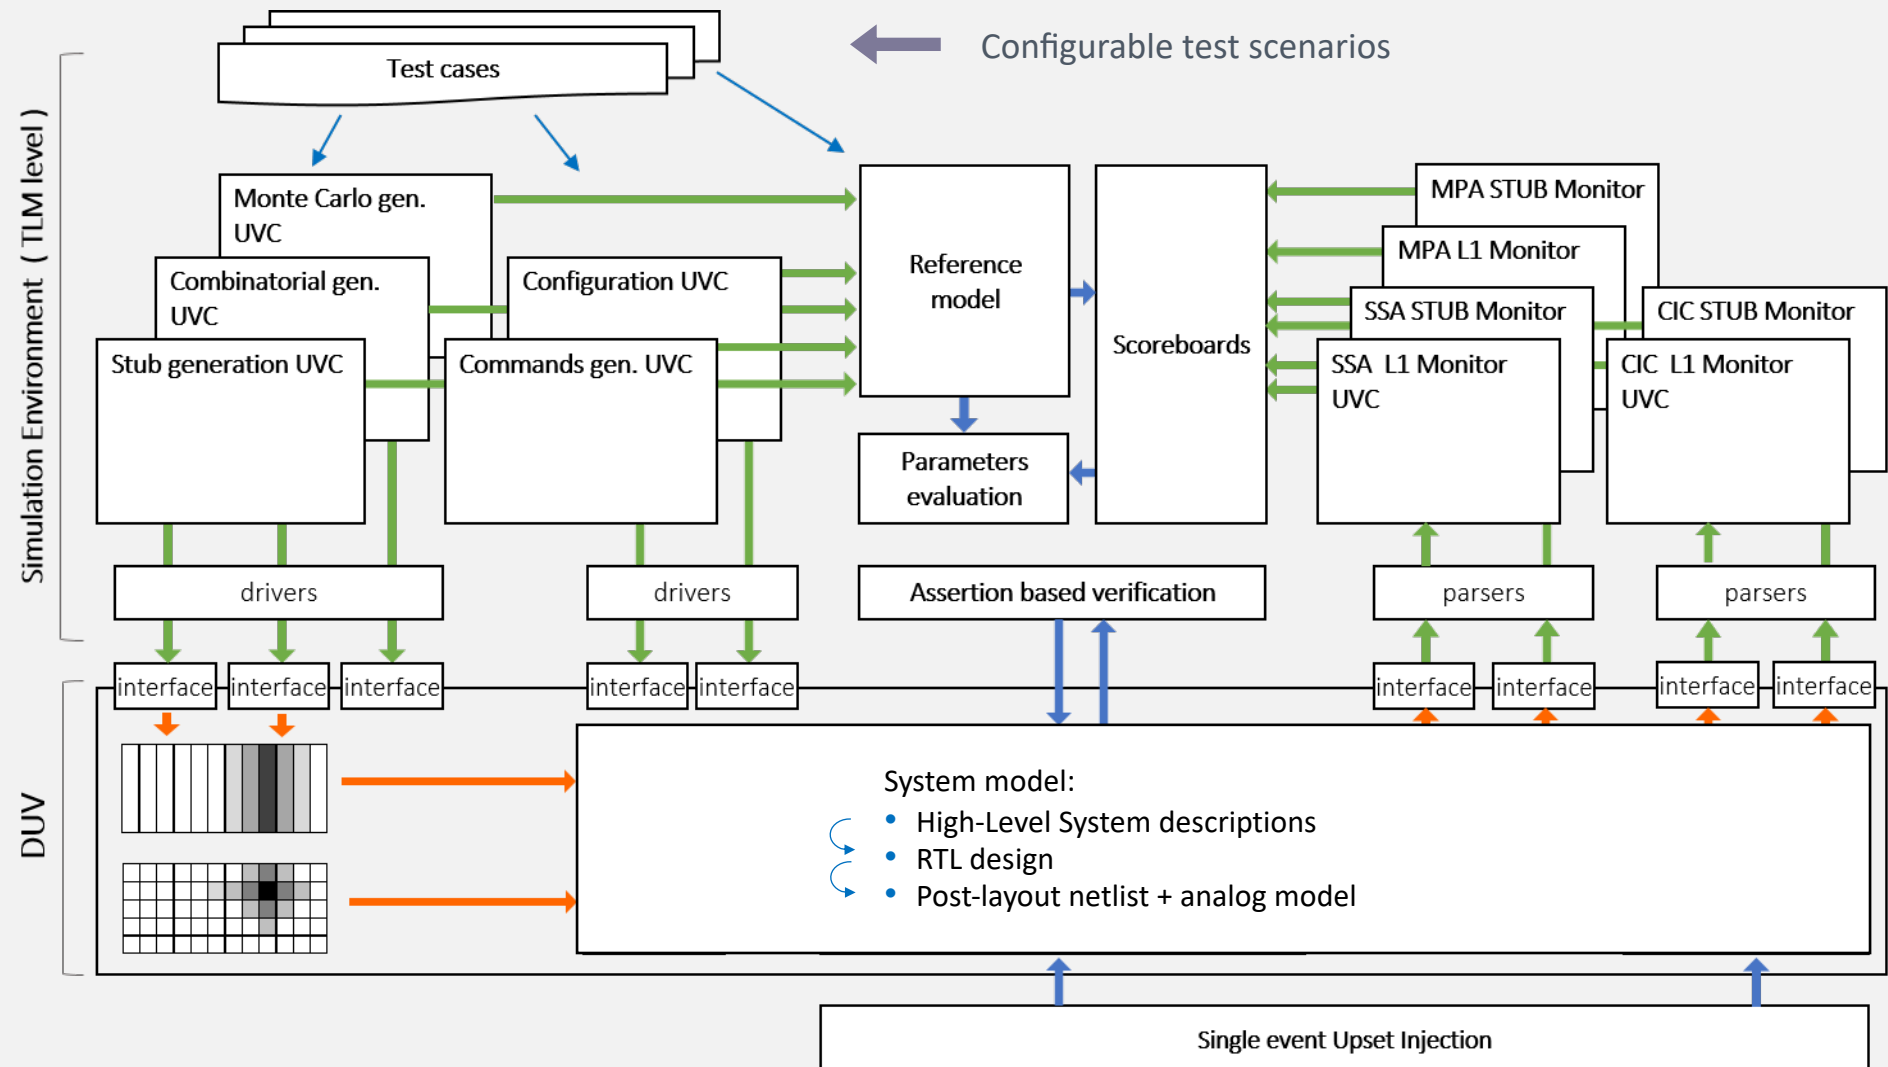 Configurable test scenarios
Test cases
Simulation Environment ( TLM level )
Monte Carlo gen.
UVC
Combinatorial gen.
UVC
Stub generation UVC
Configuration UVC
Commands gen. UVC
Reference
model
Scoreboards
Parameters
evaluation
MPA STUB Monitor
MPA L1 Monitor
SSA STUB Monitor
SSA L1 Monitor
UVC
CIC STUB Monitor
CIC L1 Monitor
UVC
drivers
drivers
Assertion based verification
parsers
parsers
interface
interface
interface
interface
interface
interface
interface
interface
interface
DUV
System model:
• High-Level System descriptions
• RTL design
• Post-layout netlist + analog model
Single event Upset Injection